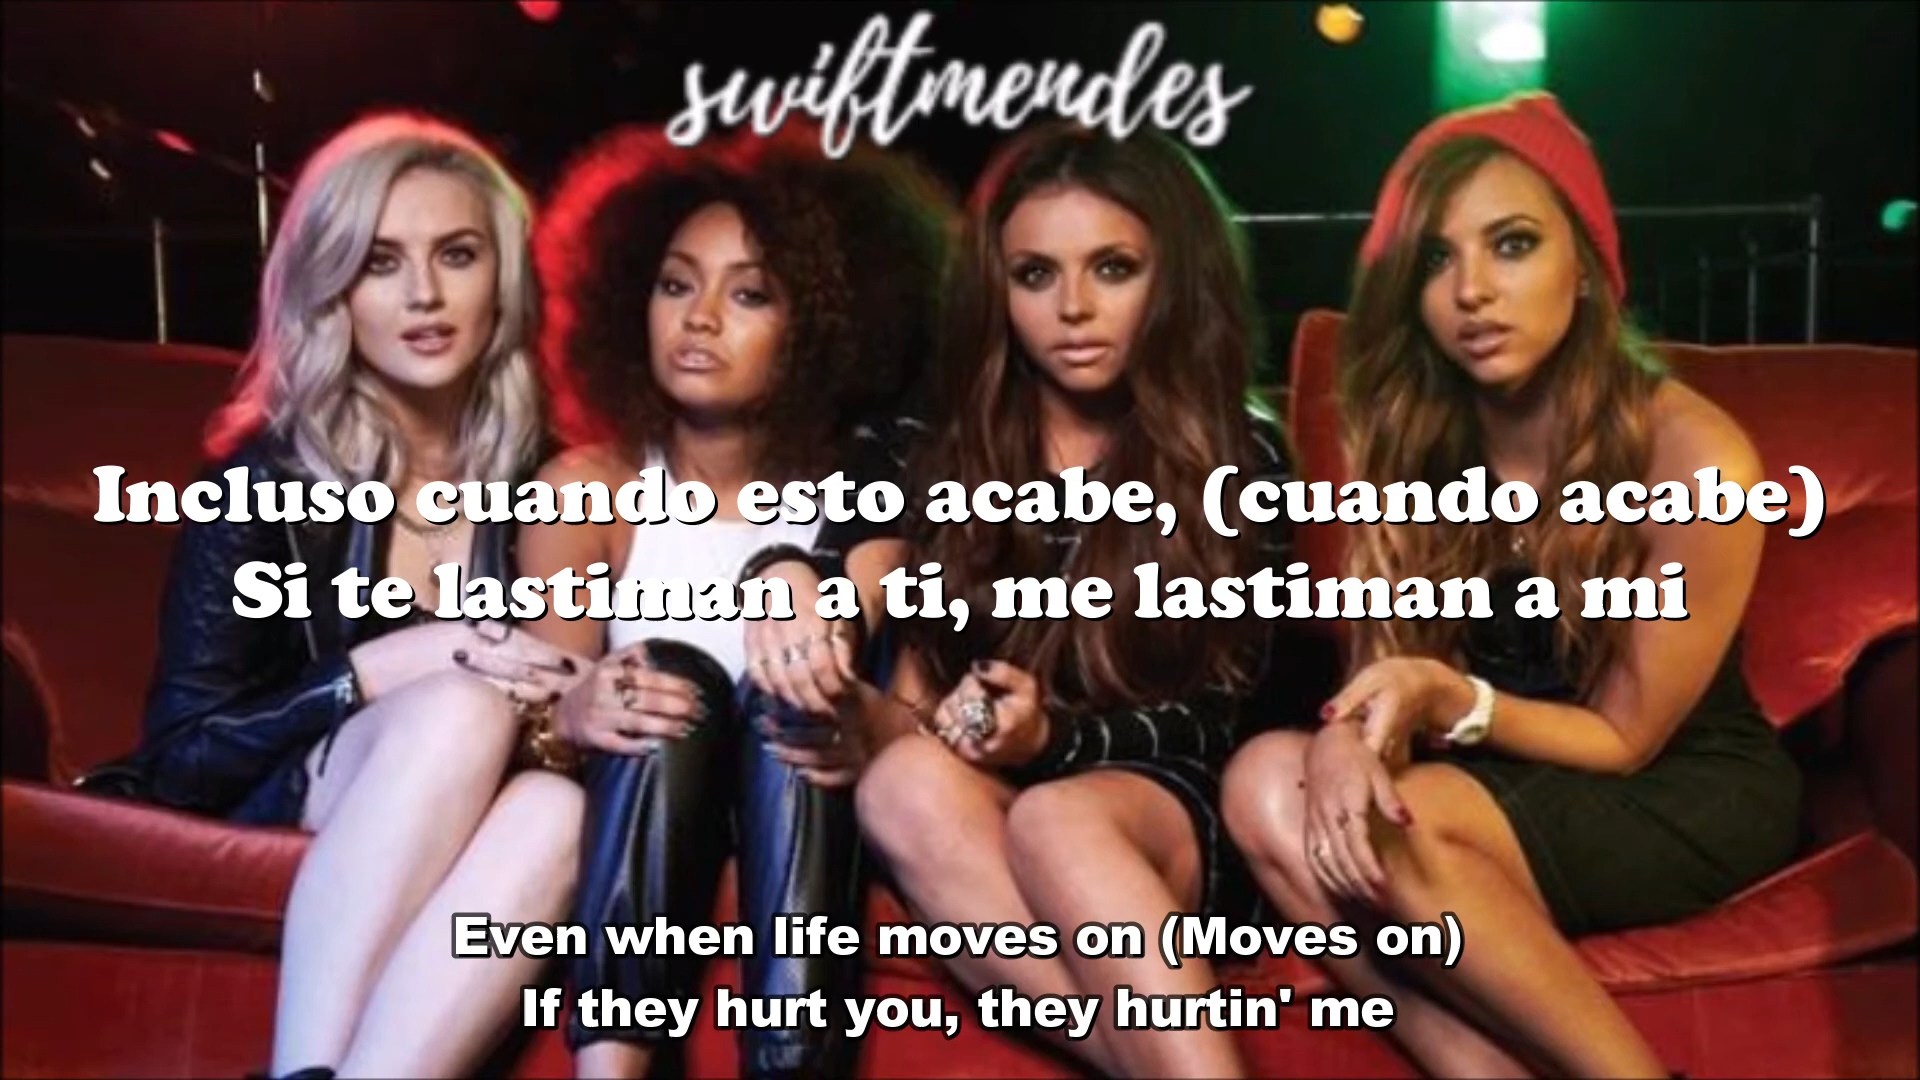 swiftmendes
Incluso cuando esto acabe, (cuando acabe)
Si te lastiman a ti, me lastiman a mi
Even when life moves on (Moves on)
If they hurt you, they hurtin' me